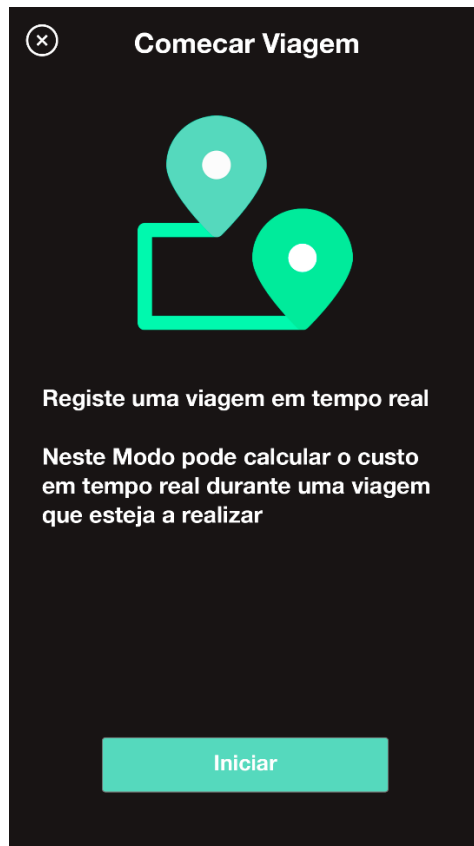 Comecar Viagem
Registe uma viagem em tempo real
Neste Modo pode calcular o custo
em tempo real durante uma viagem
que esteja a realizar
Iniciar